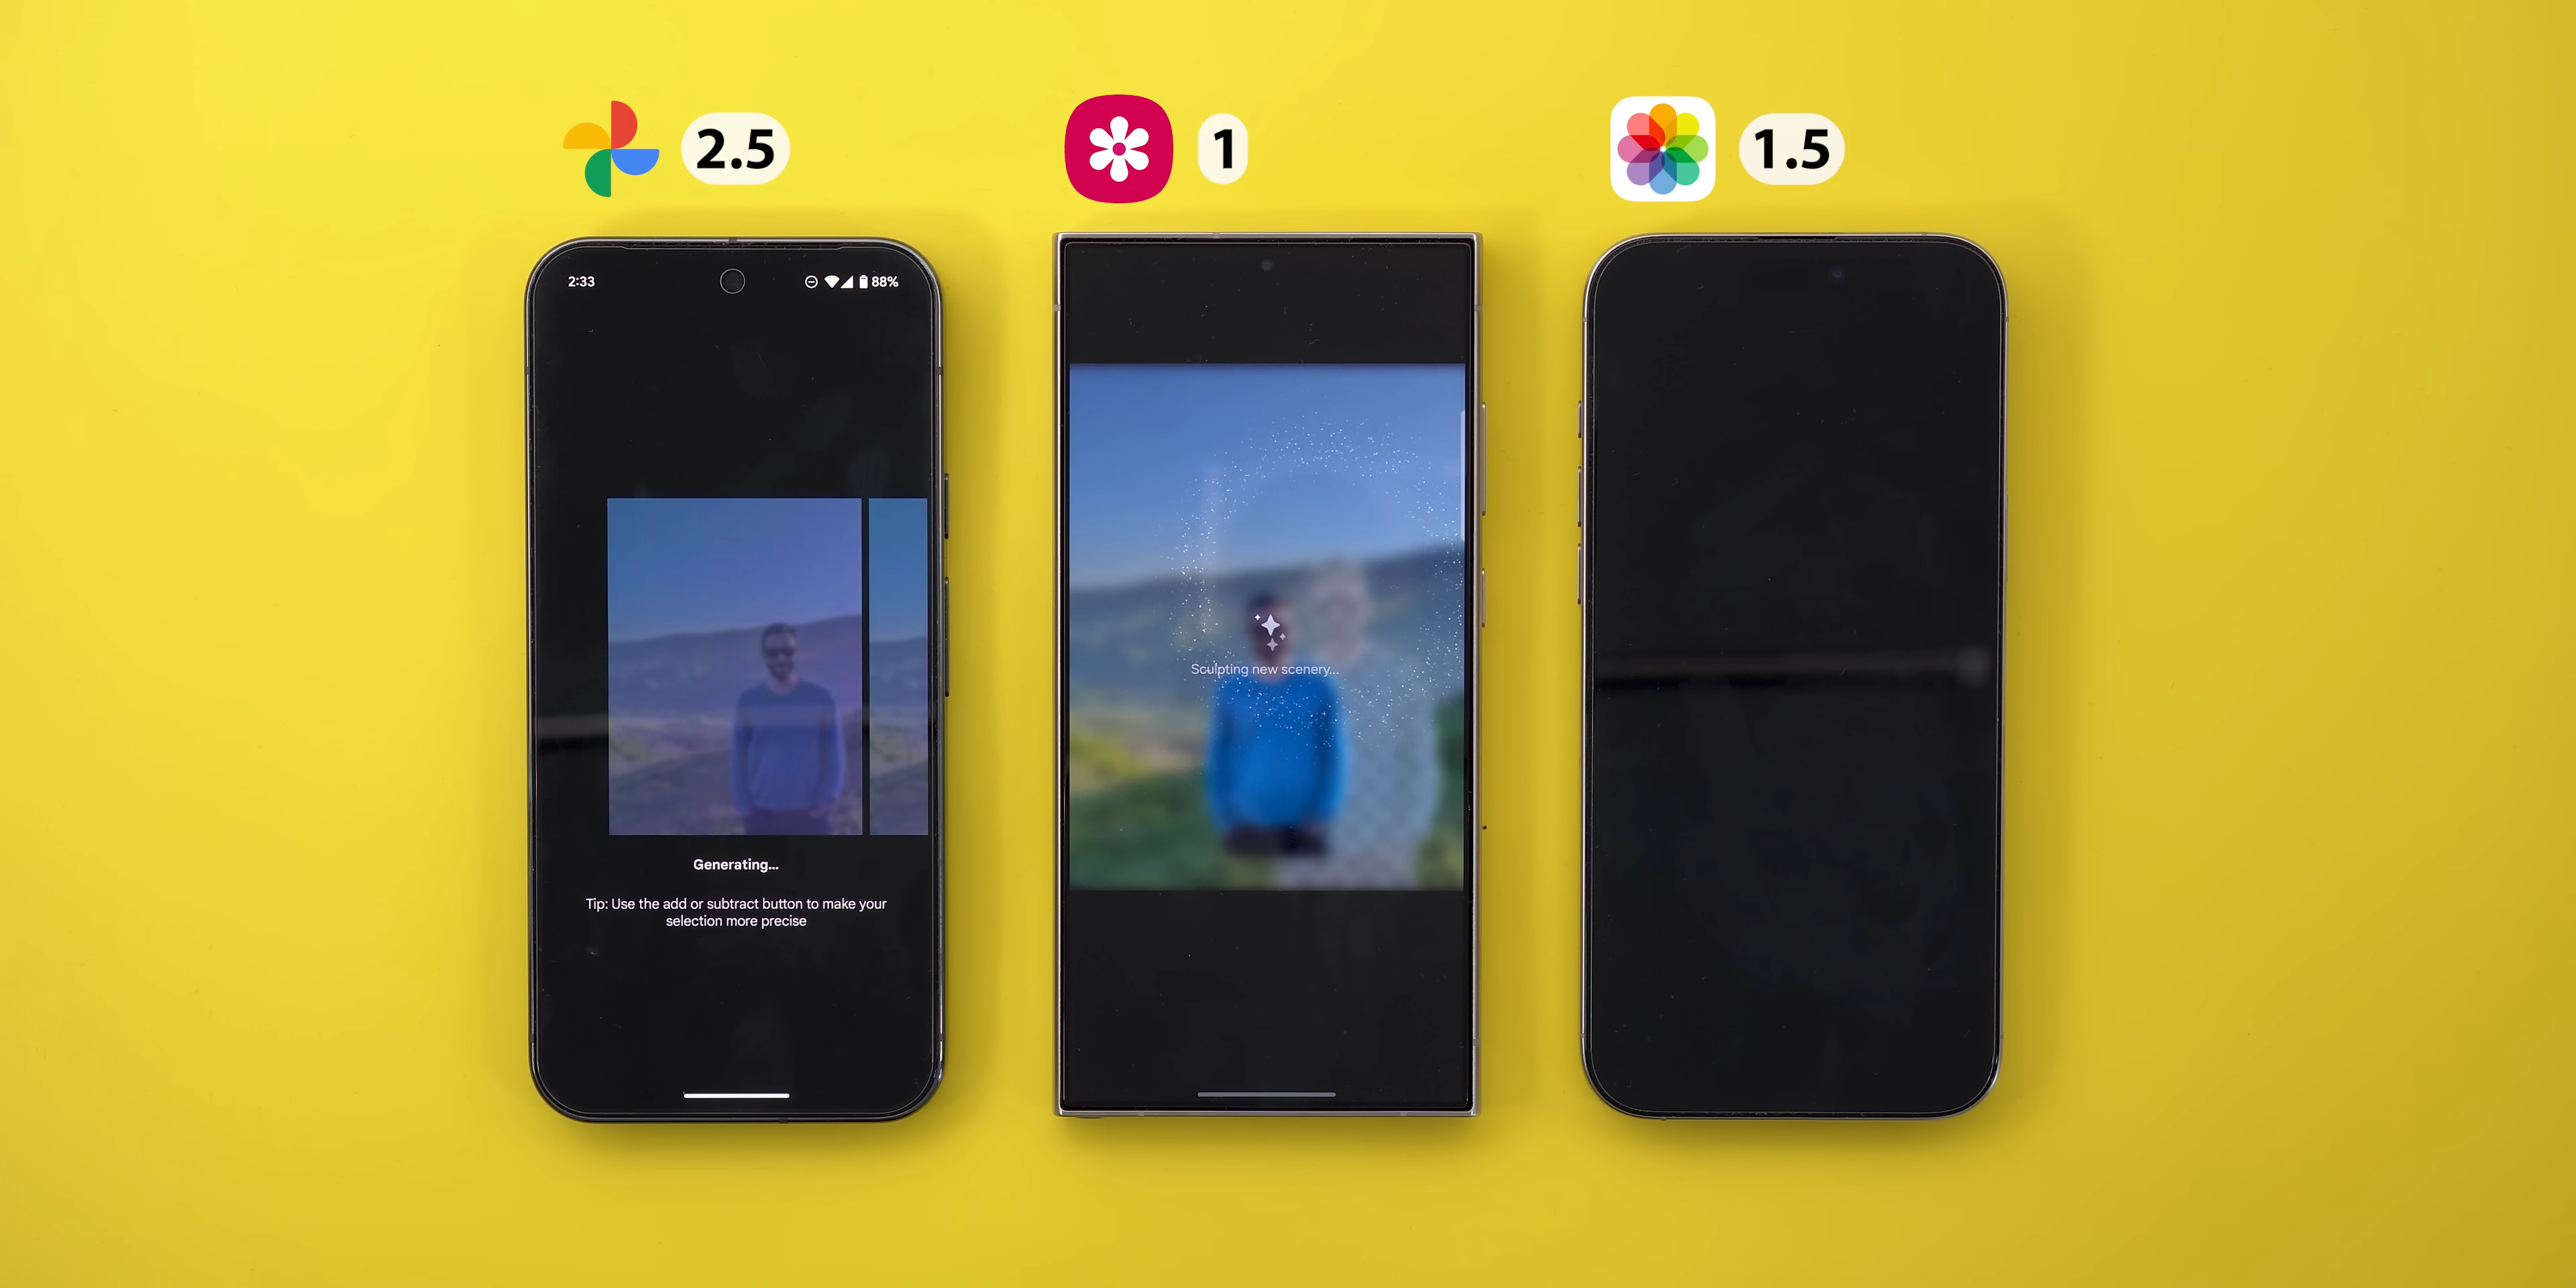 2.5
1
1.5
2:33
88%
Generating...
Tip: Use the add or subtract button to make your
selection more precise
Sculpting new scenery...